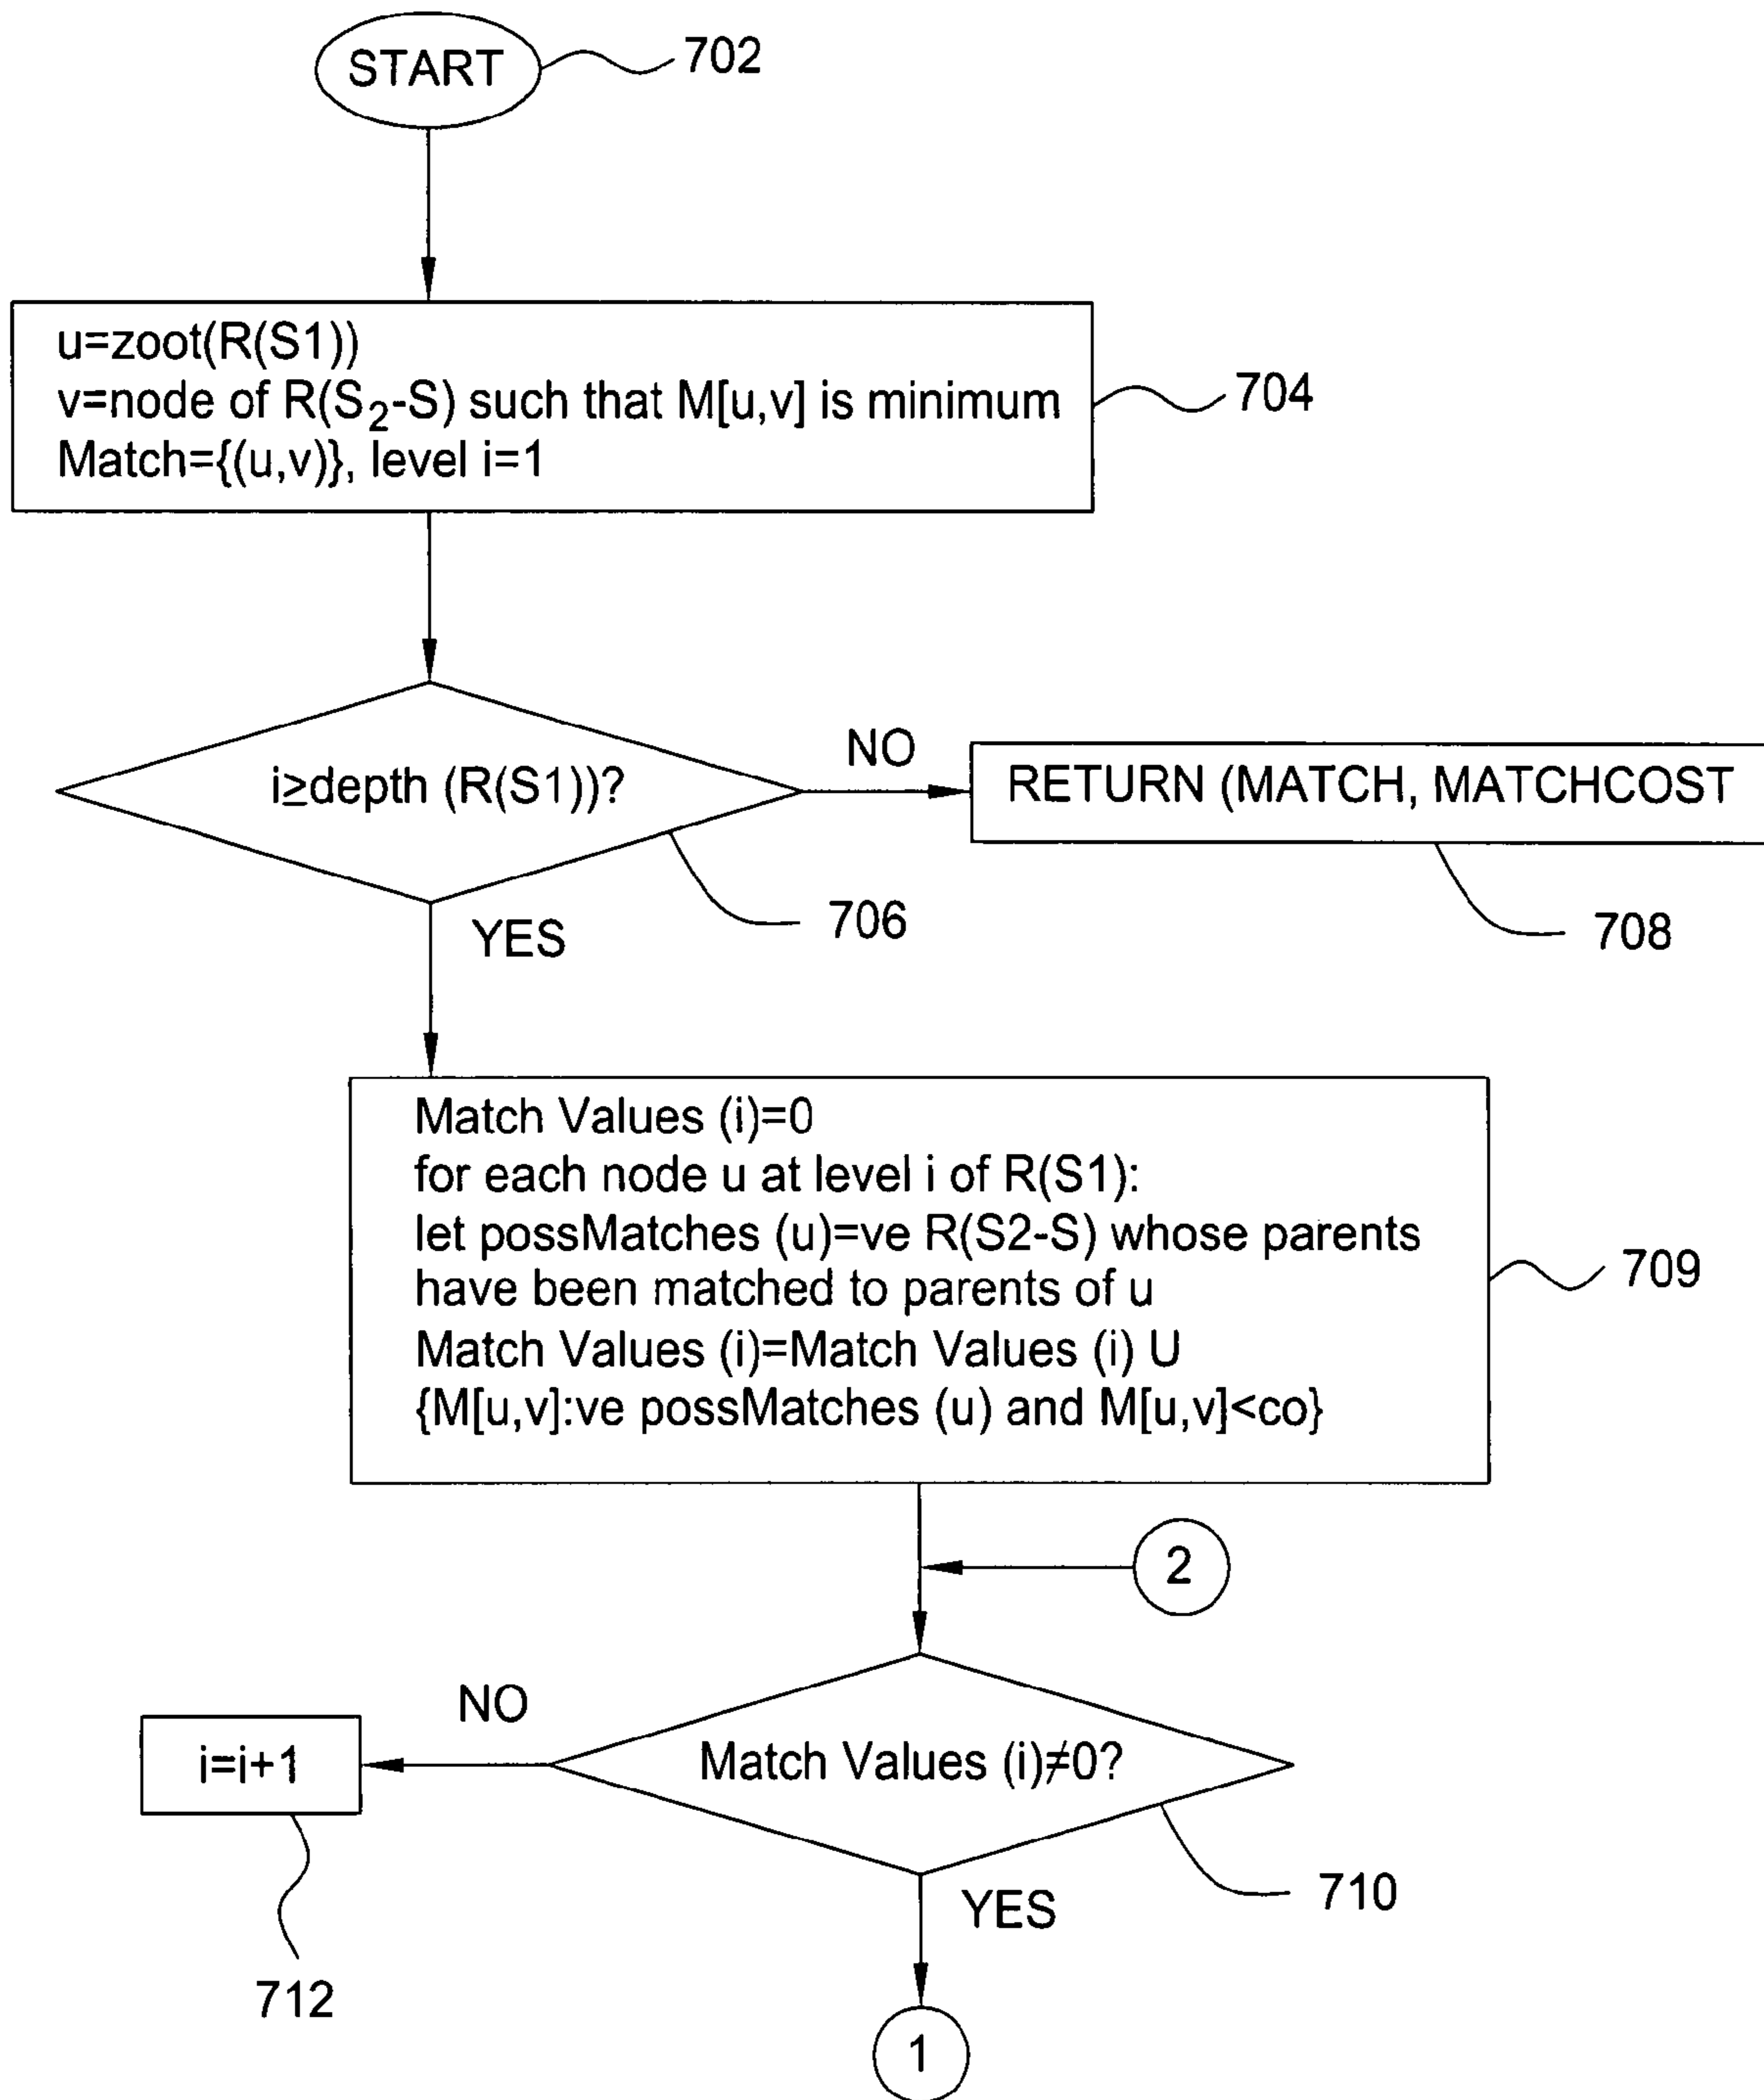 START
702
u=zoot(R(S1))
v=node of R(S₂-S) such that M[u,v] is minimum
Match={(u,v)}, level i=1
704
i≥depth (R(S1))?
NO
RETURN (MATCH, MATCHCOST
706
708
YES
Match Values (i)=0
for each node u at level i of R(S1):
let possMatches (u)=ve R(S2-S) whose parents
have been matched to parents of u
Match Values (i)=Match Values (i) U
{M[u,v]:ve possMatches (u) and M[u,v]<co}
709
2
NO
i=i+1
Match Values (i)≠0?
710
YES
712
1